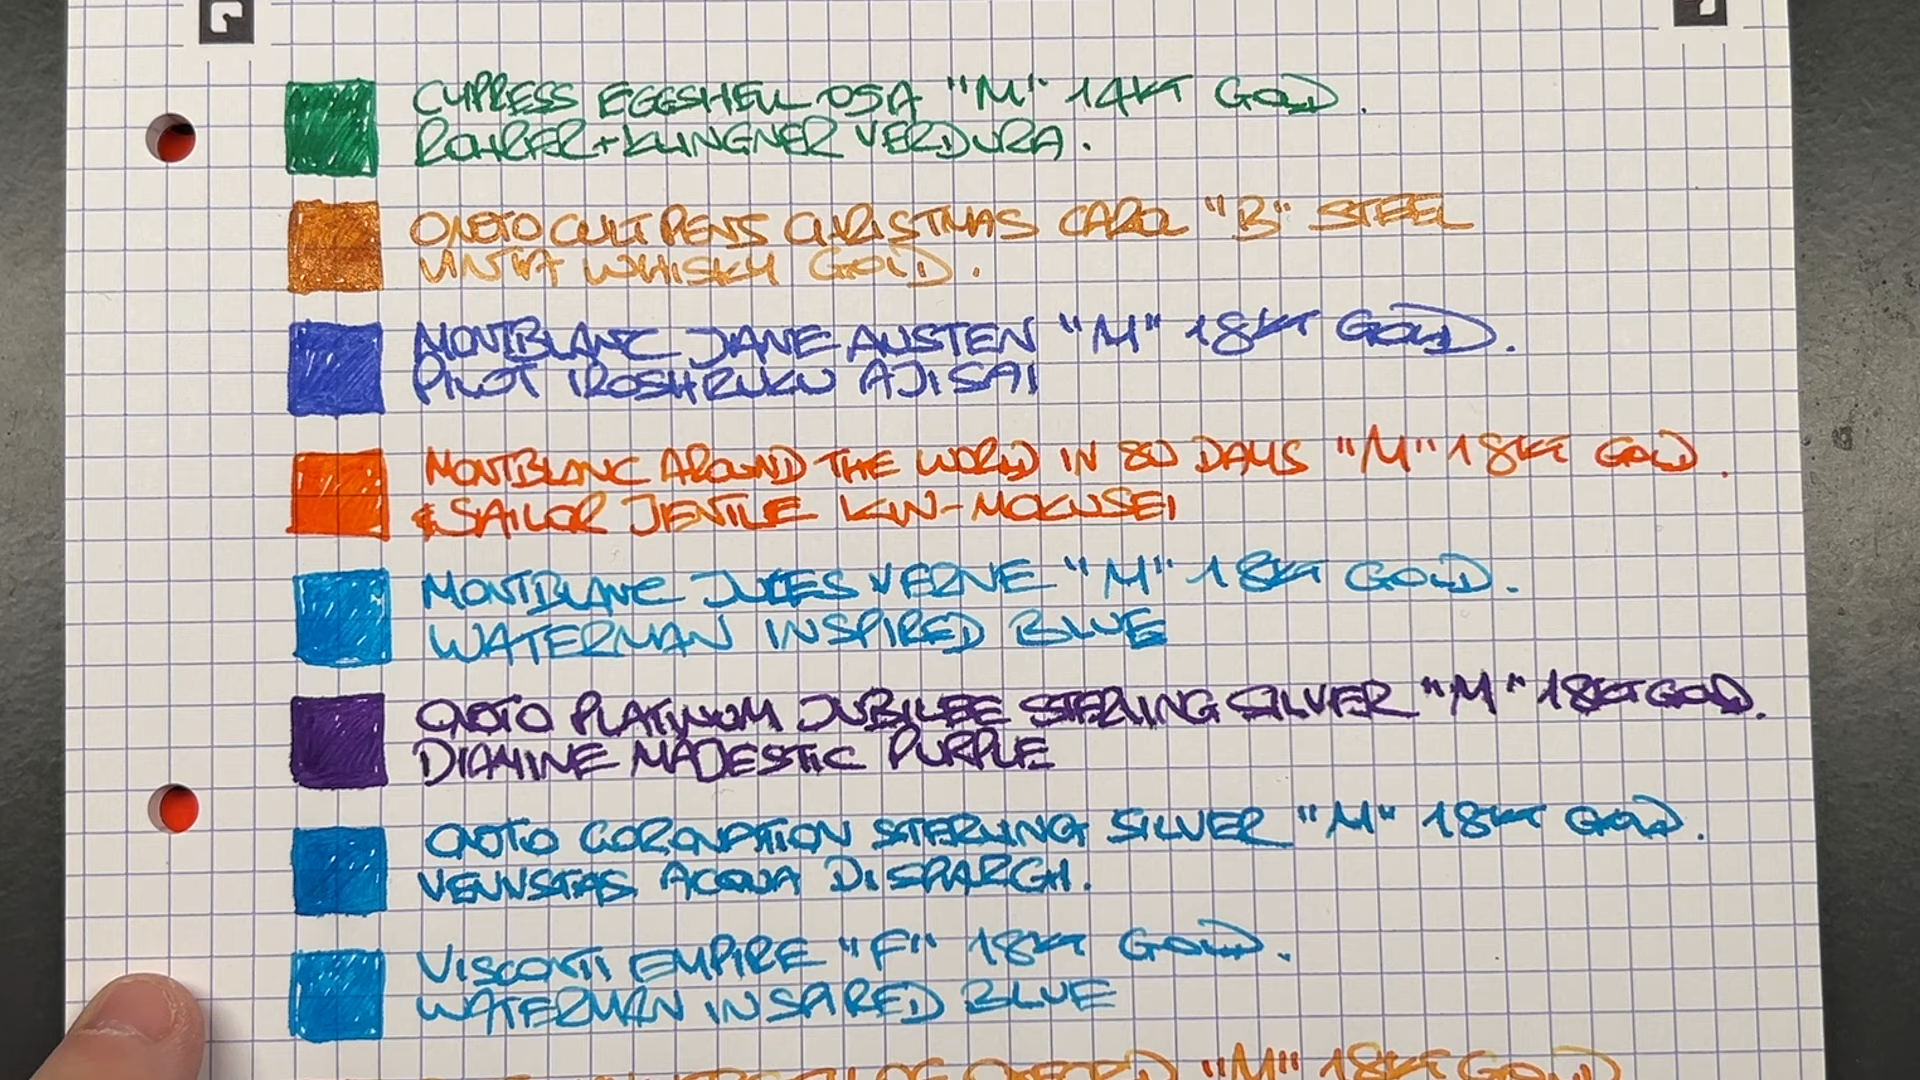 CYPRESS EGGSHELL OSA "M" 14KT GOLD.
ROHRER+KLINGNER VERDURA.
ONOTO CULT PENS CHRISTMAS CAROL "B" STEEL
VINTA WHISKY GOLD.
MONTBLANC JANE AUSTEN "M" 18KT GOLD.
PILOT IROSHIZUKU AJISAI
MONTBLANC AROUND THE WORLD IN 80 DAYS "M" 18KT GOLD.
SAILOR JENTLE KIN-MOKUSEI
MONTBLANC JULES VERNE "M" 18KT GOLD.
WATERMAN INSPIRED BLUE
ONOTO PLATINUM JUBILEE STERLING SILVER "M" 18KT GOLD.
DIAMINE MAJESTIC PURPLE
ONOTO CORONATION STERLING SILVER "M" 18KT GOLD.
VENVSTAS ACQUA DI SPARGH.
VISCONTI EMPIRE "F" 18KT GOLD.
WATERMAN INSPIRED BLUE
"M" 18KT GOLD